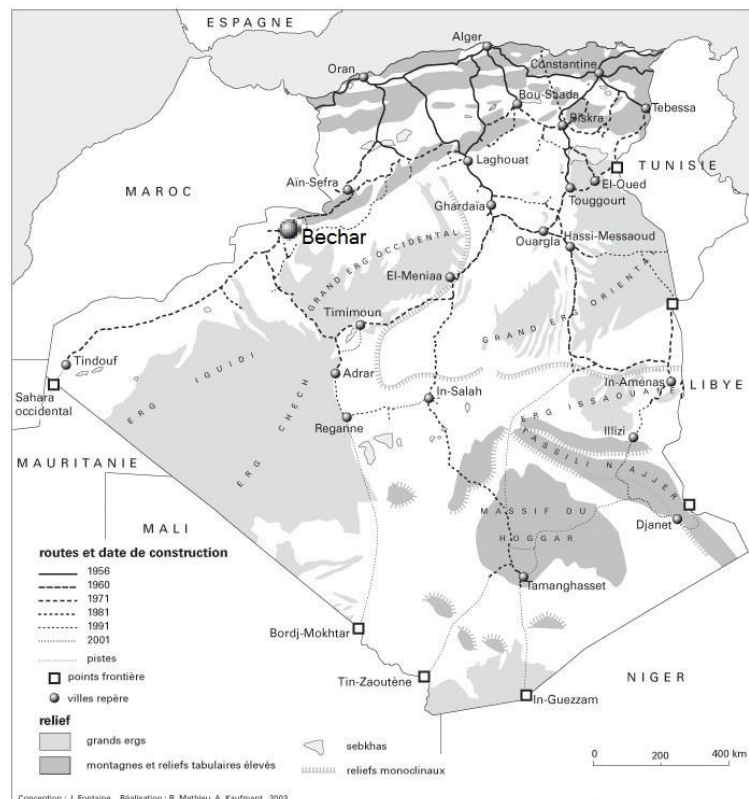 ESPAGNE
Alger
Oran
Constantine
Bou-Saada
Biskra
Tebessa
TUNISIE
MAROC
Laghouat
Aïn-Sefra
El-Oued
Touggourt
Ghardaïa
Bechar
Ouargla
Hassi-Messaoud
GRAND ERG OCCIDENTAL
El-Meniaa
GRAND ERG ORIENTAL
Timimoun
Tindouf
ERG IGUIDI
Adrar
In-Salah
In-Aménas
LIBYE
Sahara
occidental
ERG CHECH
Reganne
ERG ISSAOUANE
Illizi
MAURITANIE
TASSILI N'AJJER
MALI
MASSIF DU
HOGGAR
Djanet
Tamanghasset
Bordj-Mokhtar
Tin-Zaoutène
In-Guezzam
NIGER
routes et date de construction
1956
1960
1971
1981
1991
2001
pistes
points frontière
villes repère
relief
grands ergs
montagnes et reliefs tabulaires élevés
sebkhas
reliefs monoclinaux
0 200 400 km
Conception : J. Fontaine Réalisation : B. Mathieu, A. Kaufmant, 2003